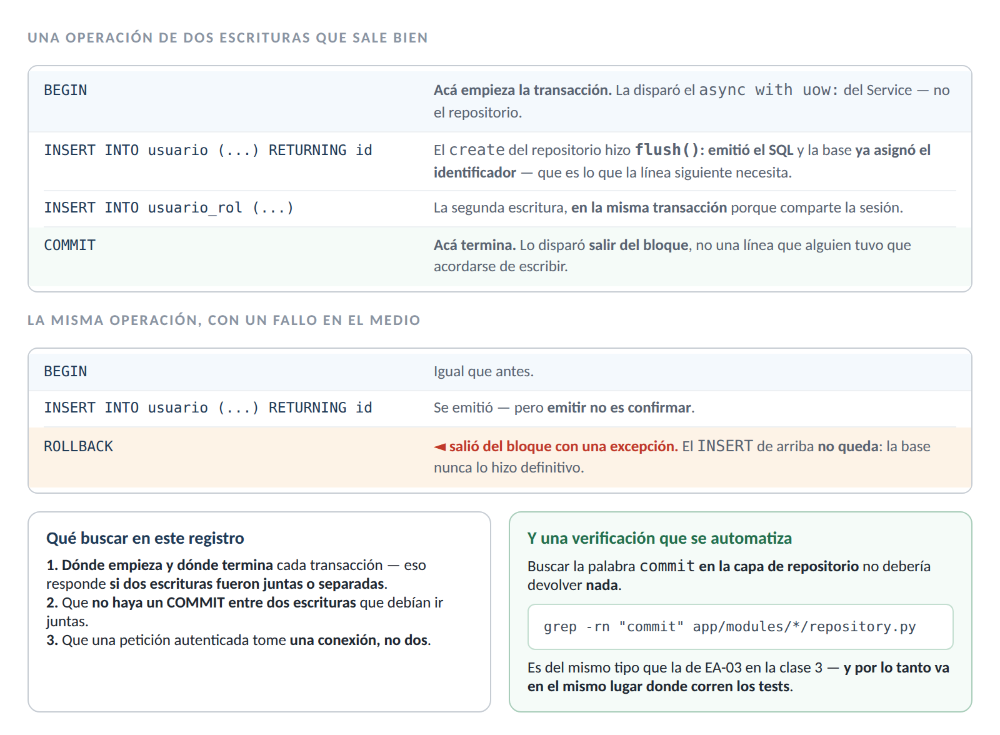 UNA OPERACIÓN DE DOS ESCRITURAS QUE SALE BIEN
BEGIN
Acá empieza la transacción. La disparó el async with uow: del Service — no
el repositorio.
INSERT INTO usuario (...) RETURNING id
El create del repositorio hizo flush(): emitió el SQL y la base ya asignó el
identificador — que es lo que la línea siguiente necesita.
INSERT INTO usuario_rol (...)
La segunda escritura, en la misma transacción porque comparte la sesión.
COMMIT
Acá termina. Lo disparó salir del bloque, no una línea que alguien tuvo que
acordarse de escribir.
LA MISMA OPERACIÓN, CON UN FALLO EN EL MEDIO
BEGIN
Igual que antes.
INSERT INTO usuario (...) RETURNING id
Se emitió — pero emitir no es confirmar.
ROLLBACK
◄ salió del bloque con una excepción. El INSERT de arriba no queda: la base
nunca lo hizo definitivo.
Qué buscar en este registro
1. Dónde empieza y dónde termina cada transacción — eso
responde si dos escrituras fueron juntas o separadas.
2. Que no haya un COMMIT entre dos escrituras que debían ir
juntas.
3. Que una petición autenticada tome una conexión, no dos.
Y una verificación que se automatiza
Buscar la palabra commit en la capa de repositorio no debería
devolver nada.
grep -rn "commit" app/modules/*/repository.py
Es del mismo tipo que la de EA-03 en la clase 3 — y por lo tanto va
en el mismo lugar donde corren los tests.